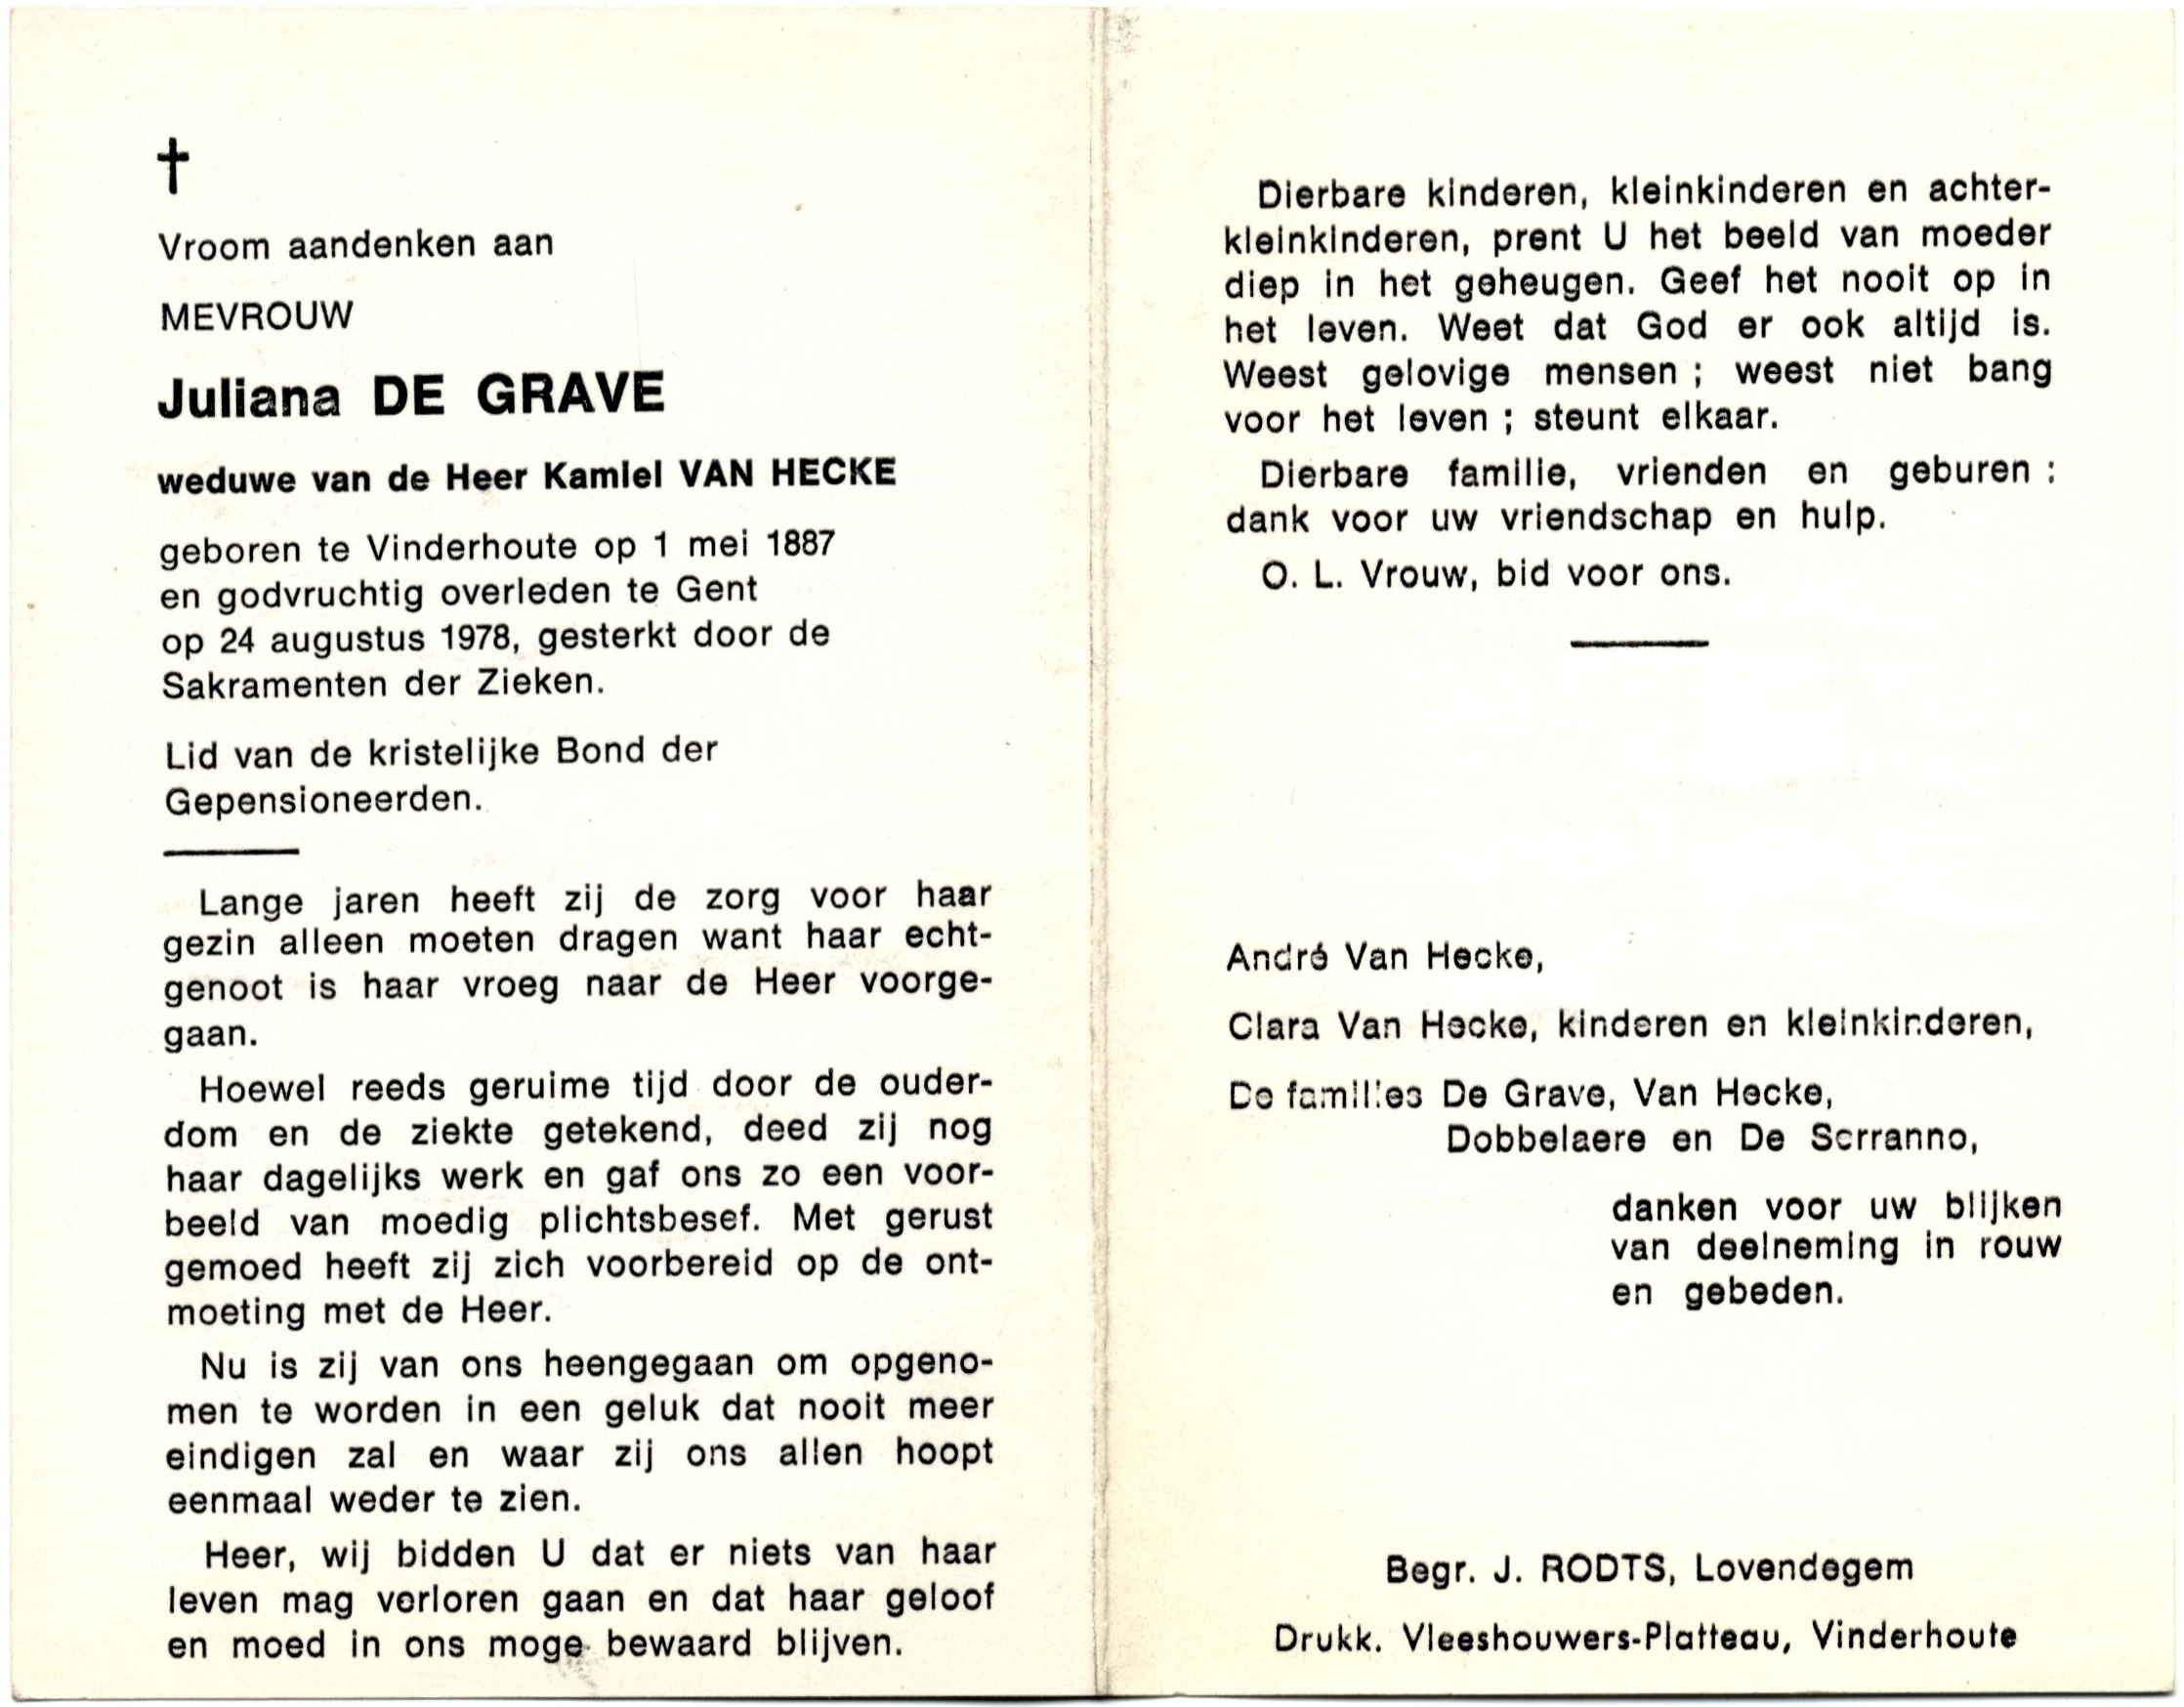 †
Vroom aandenken aan
MEVROUW
Juliana DE GRAVE
weduwe van de Heer Kamiel VAN HECKE
geboren te Vinderhoute op 1 mei 1887
en godvruchtig overleden te Gent
op 24 augustus 1978, gesterkt door de
Sakramenten der Zieken.
Lid van de kristelijke Bond der
Gepensioneerden.
Lange jaren heeft zij de zorg voor haar
gezin alleen moeten dragen want haar echt-
genoot is haar vroeg naar de Heer voorge-
gaan.
Hoewel reeds geruime tijd door de ouder-
dom en de ziekte getekend, deed zij nog
haar dagelijks werk en gaf ons zo een voor-
beeld van moedig plichtsbesef. Met gerust
gemoed heeft zij zich voorbereid op de ont-
moeting met de Heer.
Nu is zij van ons heengegaan om opgeno-
men te worden in een geluk dat nooit meer
eindigen zal en waar zij ons allen hoopt
eenmaal weder te zien.
Heer, wij bidden U dat er niets van haar
leven mag verloren gaan en dat haar geloof
en moed in ons moge bewaard blijven.
Dierbare kinderen, kleinkinderen en achter-
kleinkinderen, prent U het beeld van moeder
diep in het geheugen. Geef het nooit op in
het leven. Weet dat God er ook altijd is.
Weest gelovige mensen ; weest niet bang
voor het leven ; steunt elkaar.
Dierbare familie, vrienden en geburen :
dank voor uw vriendschap en hulp.
O. L. Vrouw, bid voor ons.
André Van Hecke,
Clara Van Hecke, kinderen en kleinkinderen,
De families De Grave, Van Hecke,
Dobbelaere en De Serranno,
danken voor uw blijken
van deelneming in rouw
en gebeden.
Begr. J. RODTS, Lovendegem
Drukk. Vleeshouwers-Platteau, Vinderhoute